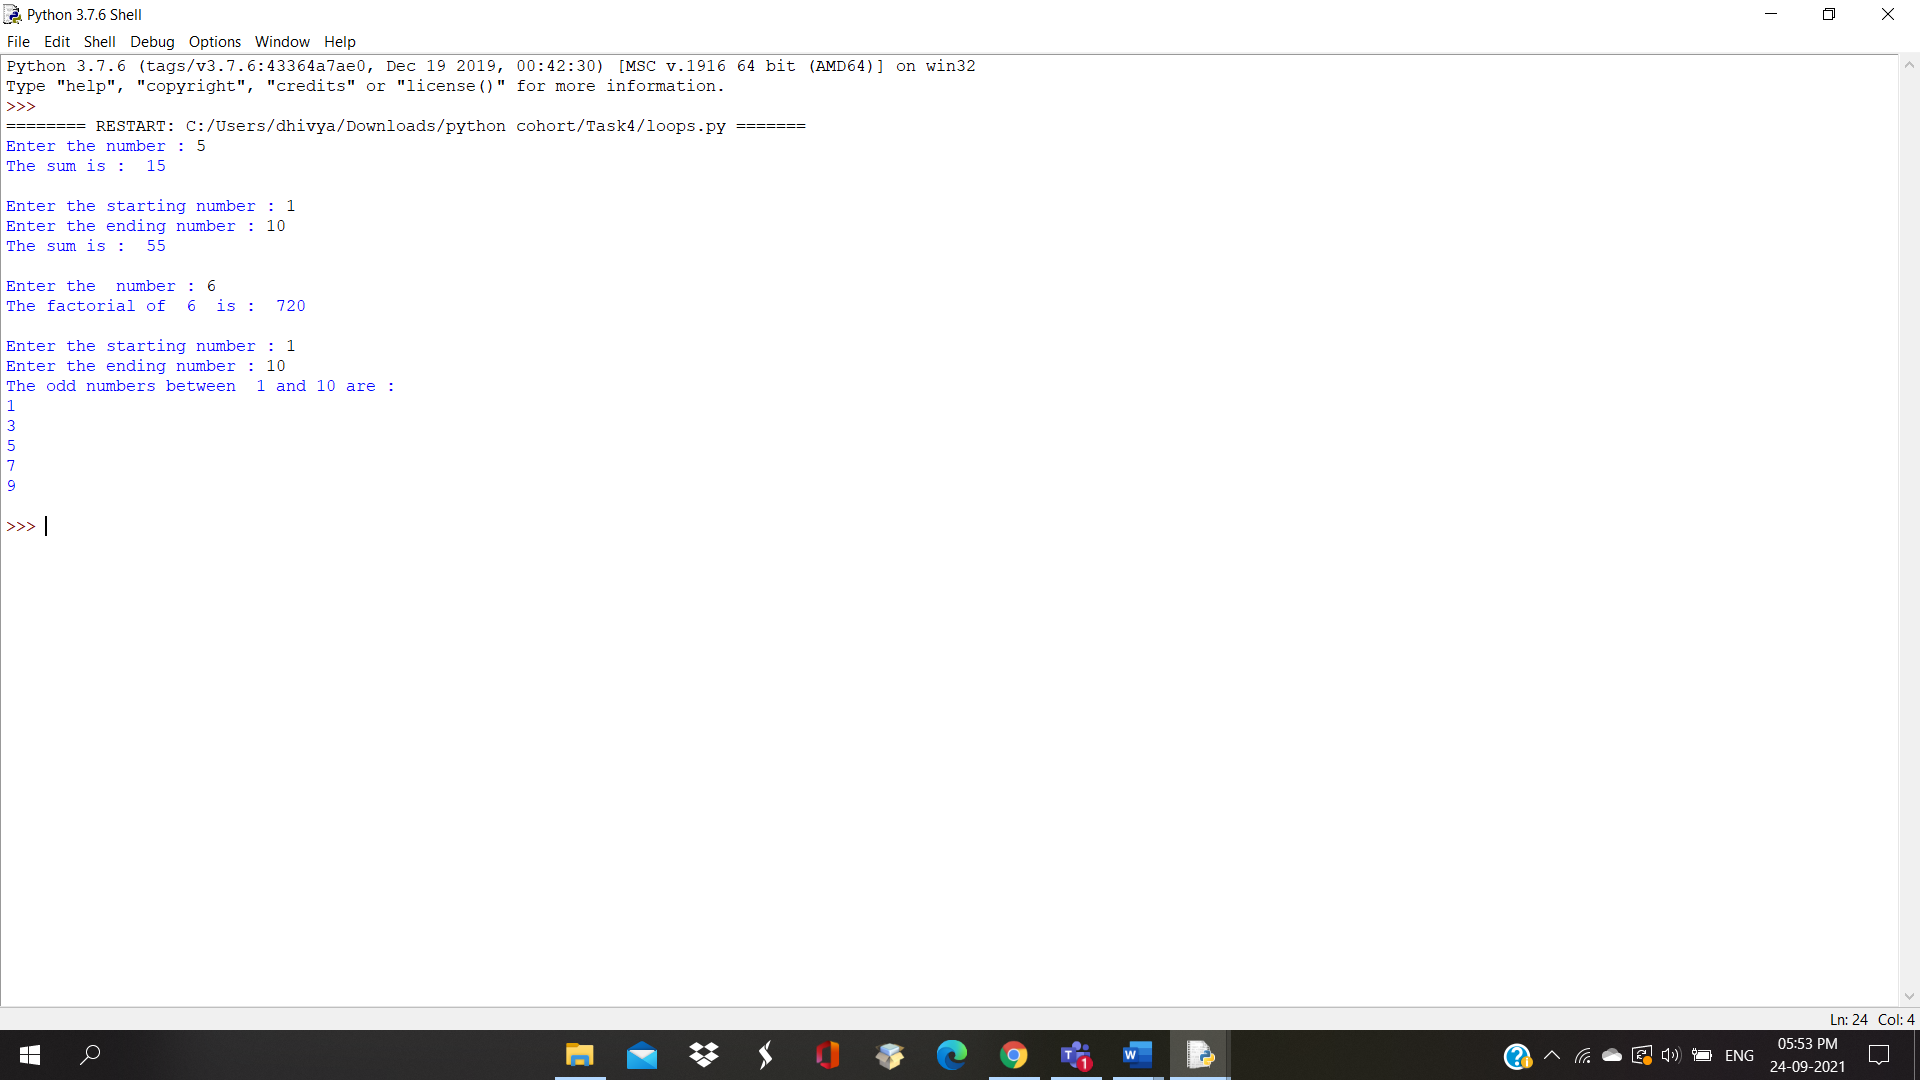 Python 3.7.6 Shell
File Edit Shell Debug Options Window Help
Python 3.7.6 (tags/v3.7.6:43364a7ae0, Dec 19 2019, 00:42:30) [MSC v.1916 64 bit (AMD64)] on win32
Type "help", "copyright", "credits" or "license()" for more information.
>>>
======== RESTART: C:/Users/dhivya/Downloads/python cohort/Task4/loops.py =======
Enter the number : 5
The sum is :  15
Enter the starting number : 1
Enter the ending number : 10
The sum is :  55
Enter the  number : 6
The factorial of  6  is :  720
Enter the starting number : 1
Enter the ending number : 10
The odd numbers between  1 and 10 are :
1
3
5
7
9
>>>
Ln: 24 Col: 4
1
ENG
05:53 PM
24-09-2021